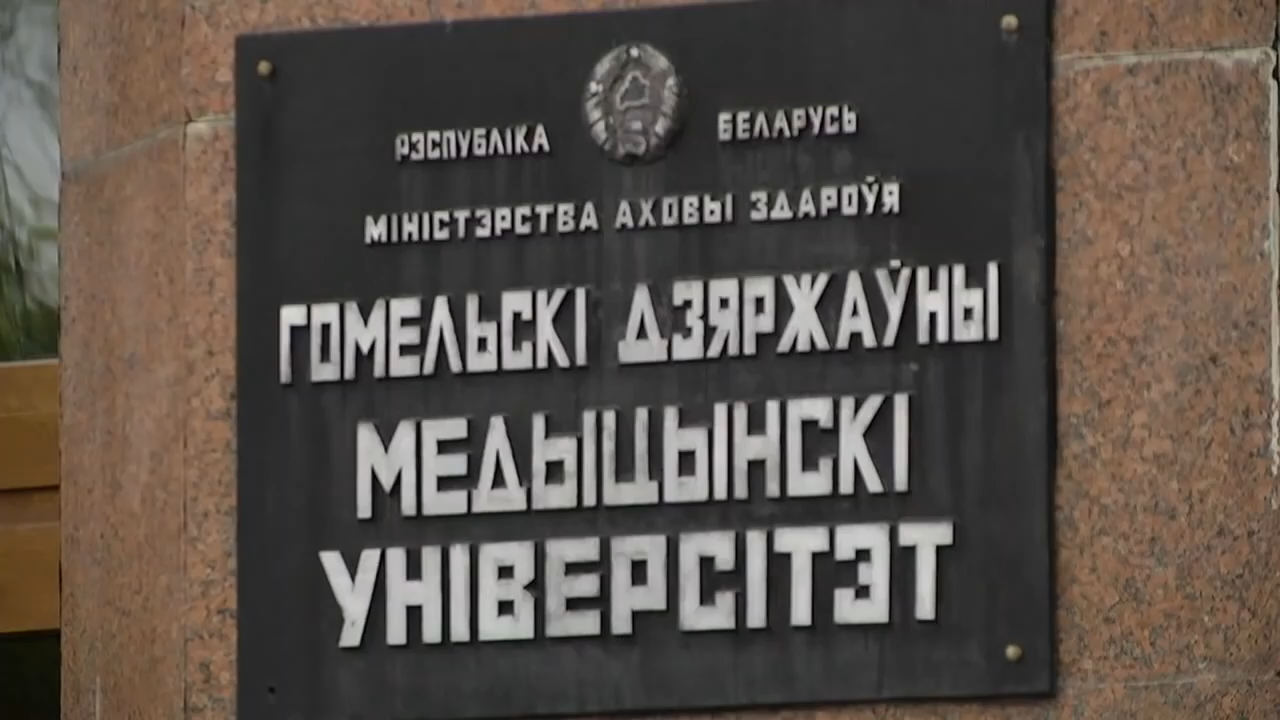 РЭСПУБЛІКА БЕЛАРУСЬ
МІНІСТЭРСТВА АХОВЫ ЗДАРОЎЯ
ГОМЕЛЬСКІ ДЗЯРЖАЎНЫ
МЕДЫЦЫНСКІ
УНІВЕРСІТЭТ